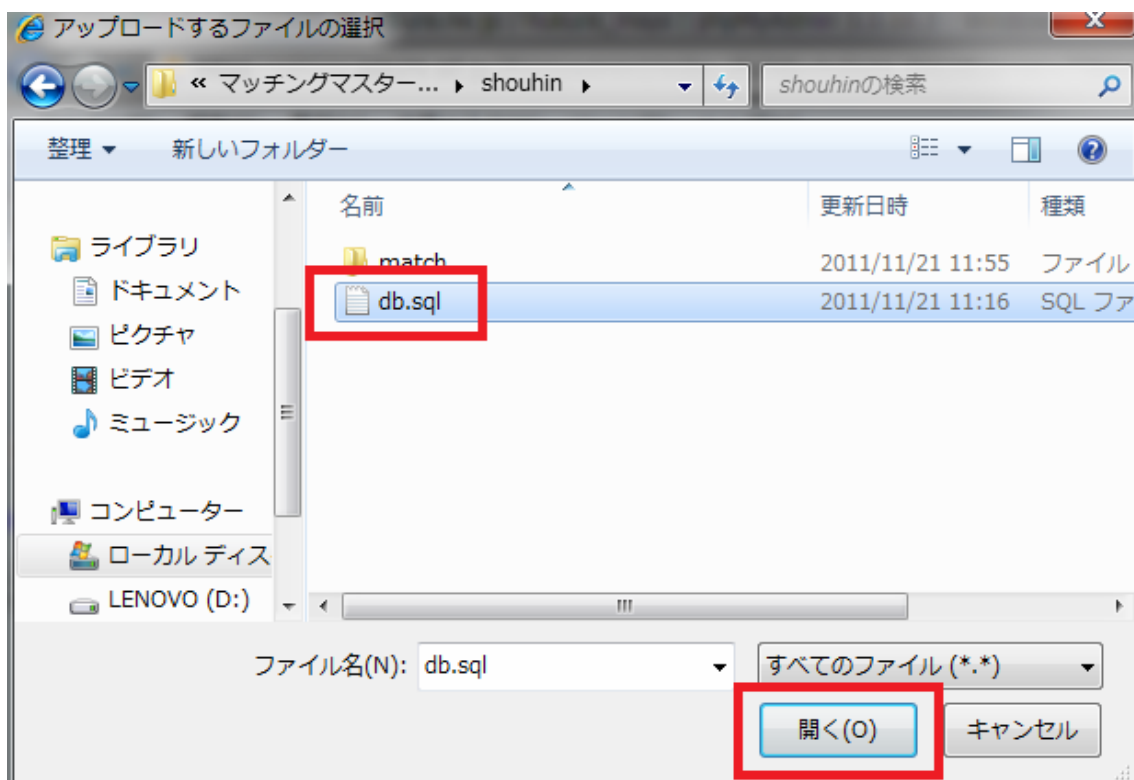 アップロードするファイルの選択
« マッチングマスター... ▸ shouhin ▸
shouhinの検索
整理 ▼ 新しいフォルダー
名前 更新日時 種類
ライブラリ
ドキュメント
ピクチャ
ビデオ
ミュージック
コンピューター
ローカル ディス
LENOVO (D:)
match 2011/11/21 11:55 ファイル
db.sql 2011/11/21 11:16 SQL ファ
ファイル名(N): db.sql すべてのファイル (*.*)
開く(O) キャンセル